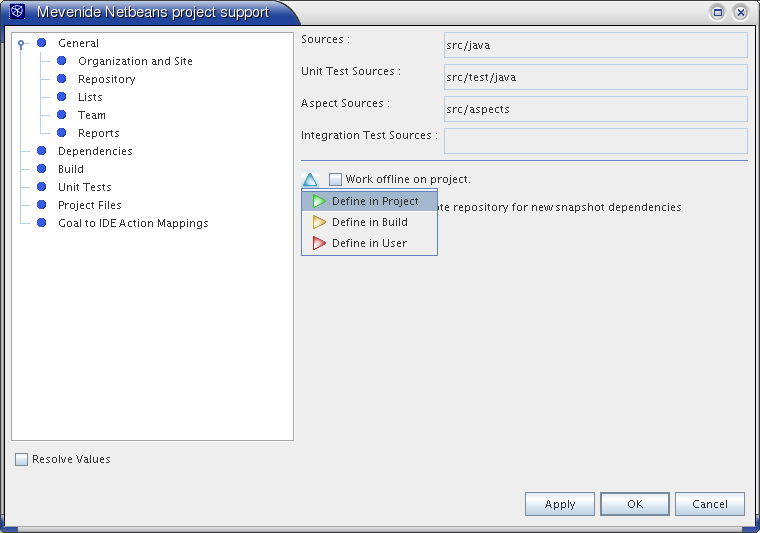 Mevenide Netbeans project support
General
Organization and Site
Repository
Lists
Team
Reports
Dependencies
Build
Unit Tests
Project Files
Goal to IDE Action Mappings
Resolve Values
Sources :
src/java
Unit Test Sources :
src/test/java
Aspect Sources :
src/aspects
Integration Test Sources :
Work offline on project.
Define in Project
repository for new snapshot dependencies
Define in Build
Define in User
Apply
OK
Cancel